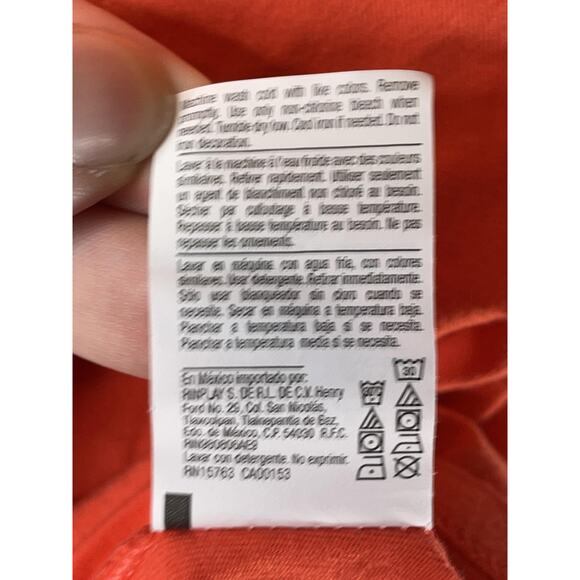 Machine wash cold with like colors. Remove
promptly. Use only non-chlorine bleach when
needed. Tumble dry low. Cool iron if needed. Do not
iron decoration.
Laver à la machine à l'eau froide avec des couleurs
similaires. Retirer rapidement. Utiliser seulement
un agent de blanchiment non chloré au besoin.
Sécher par culbutage à basse température.
Repasser à basse température au besoin. Ne pas
repasser les ornements.
Lavar en máquina con agua fría, con colores
similares. Usar detergente. Retirar inmediatamente.
Sólo usar blanqueador sin cloro cuando se
necesite. Secar en máquina a temperatura baja.
Planchar a temperatura baja si se necesita.
Planchar a temperatura media si se necesita.
En México importado por:
RINPLAY S. DE R.L. DE C.V. Henry
Ford No. 29, Col. San Nicolás,
Tlaxcolpan, Tlalnepantla de Baz,
Edo. de México, C.P. 54030 R.F.C.
Lavar con detergente. No exprimir.
RN15763 CA00153
30